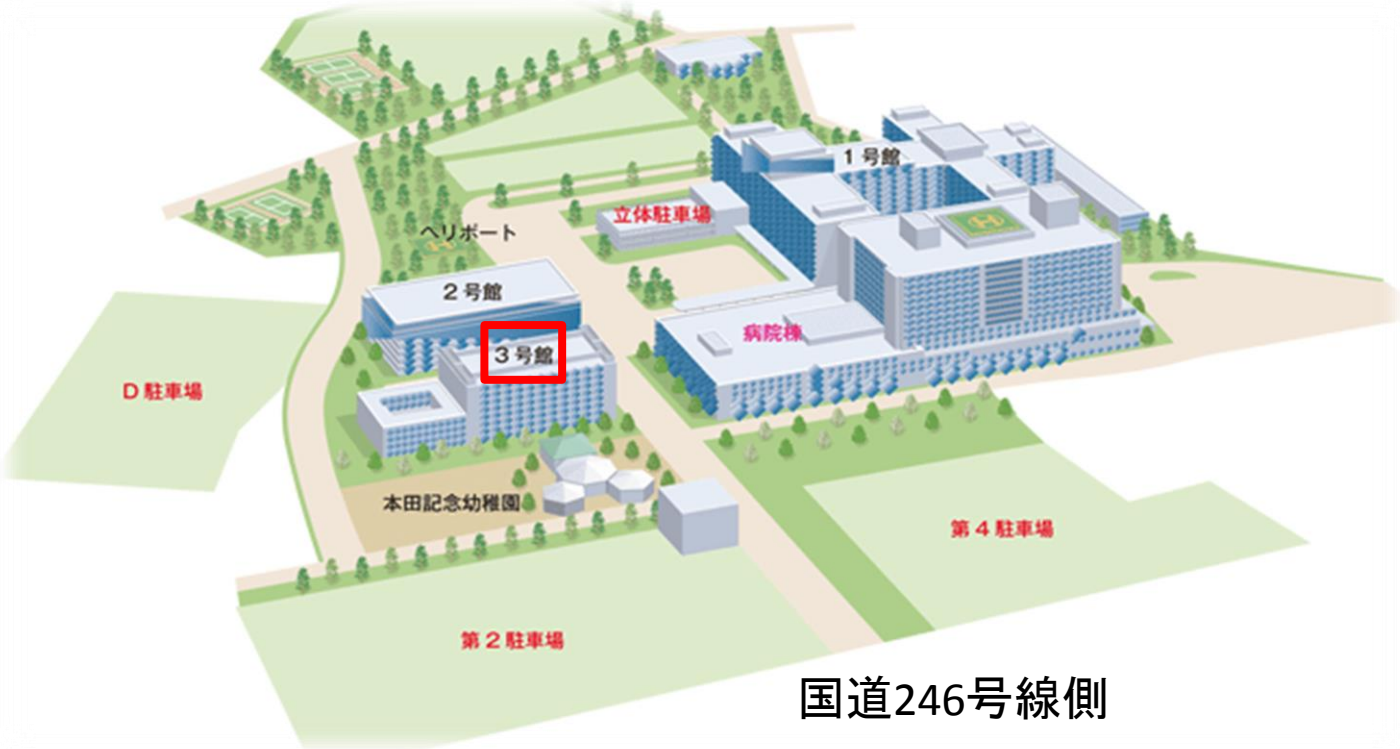 1号館
立体駐車場
ヘリポート
2号館
病院棟
3号館
D駐車場
本田記念幼稚園
第4駐車場
第2駐車場
国道246号線側
H
H